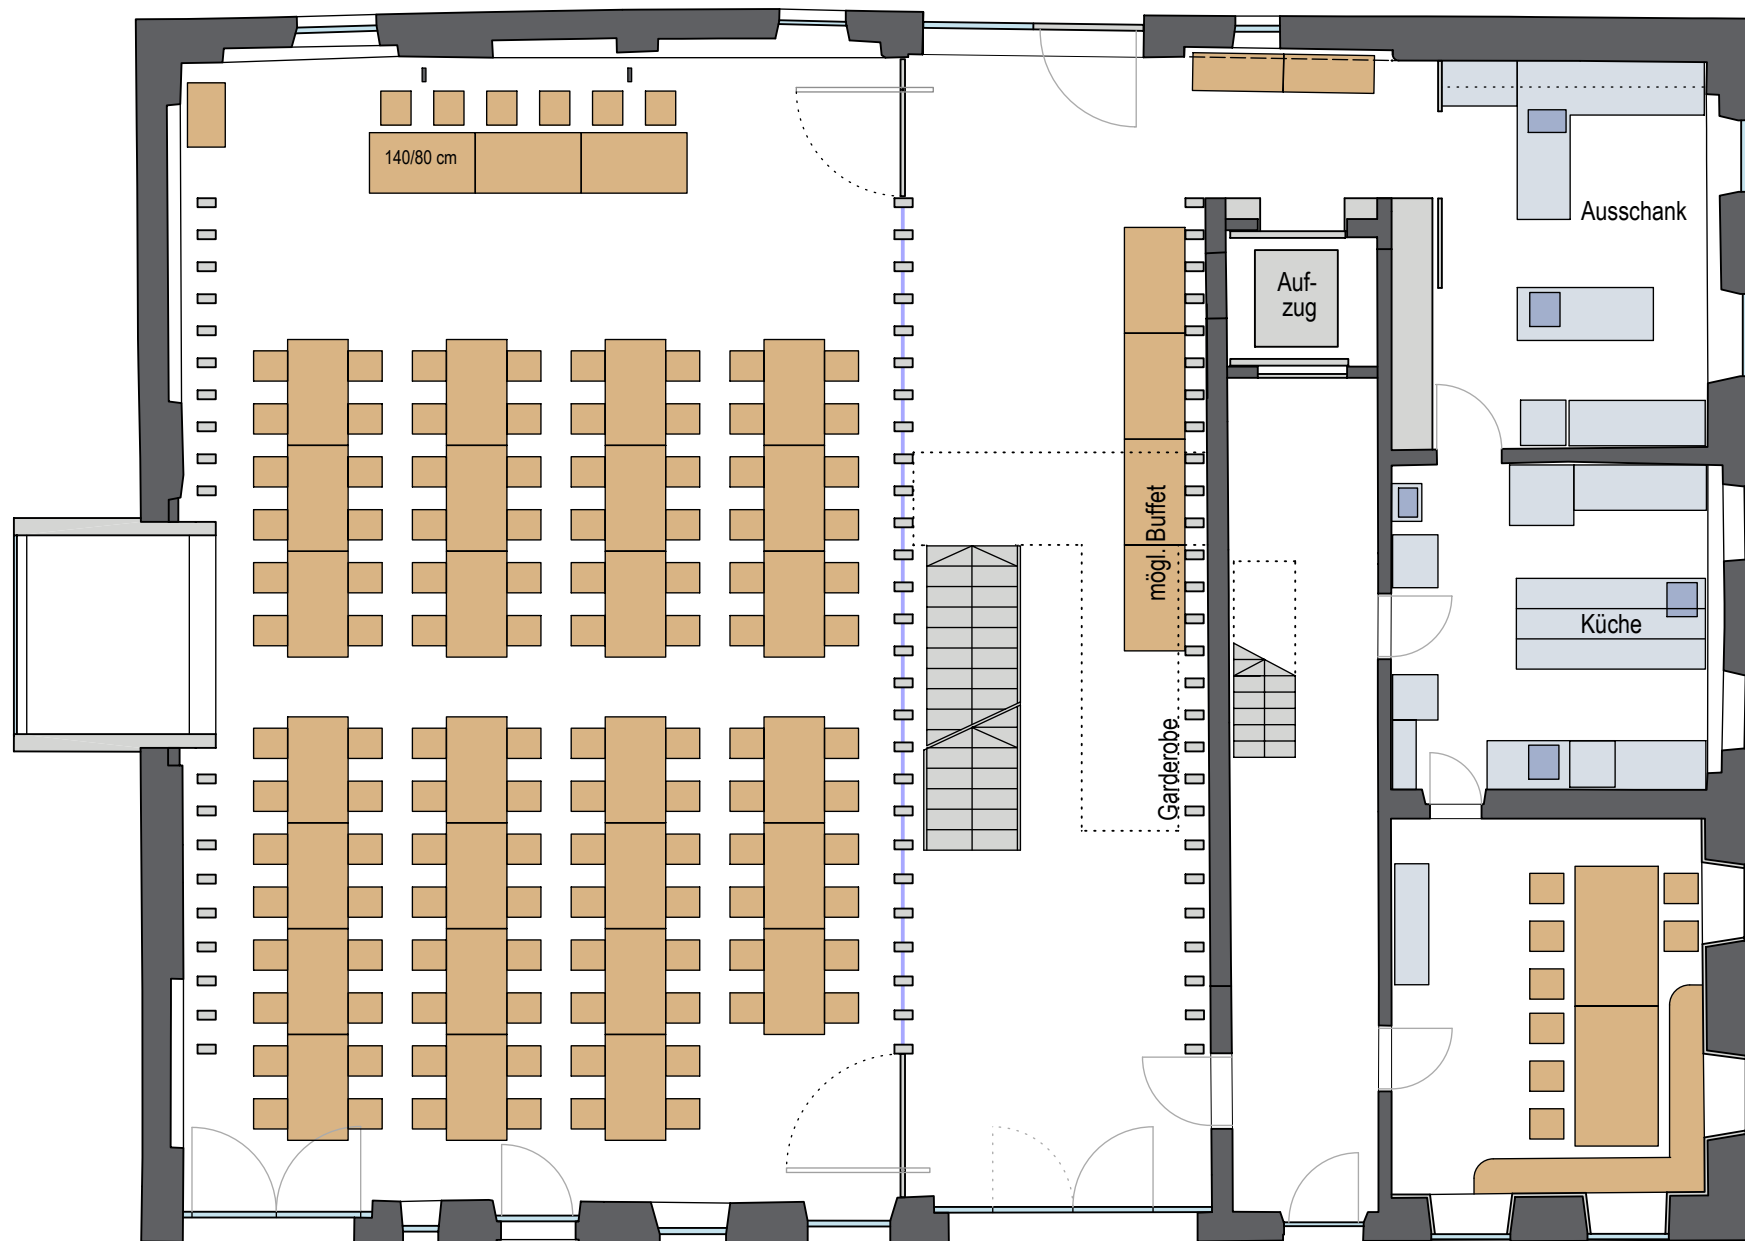 140/80 cm
Ausschank
Auf-
zug
mögl. Buffet
Küche
Garderobe